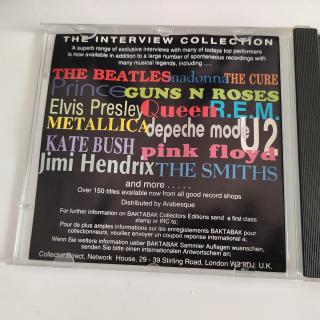 THE INTERVIEW COLLECTION
A superb range of exclusive interviews with many of todays top performers
is now available in addition to a large number of sponteneous recordings with
many musical legends, including .....
THE BEATLES madonna THE CURE
Prince GUNS N ROSES
Elvis Presley Queen R.E.M.
METALLICA depeche mode U2
KATE BUSH pink floyd
Jimi Hendrix THE SMITHS
and more .....
Over 150 titles available now from all good record shops
Distributed by Arabesque
For further information on BAKTABAK Collectors Editions send a first class
stamp or IRC to:
Pour de plus amples informations sur les enregistrements BAKTABAK pour
collectionneurs, veuillez envoyer un coupon reponse international a;
Wenn Sie weitere information ueber BAKTABAK Sammler Auflagen wuenschen,
senden Sie bitte einen internationalen Antwortschein an;
Collector Direct, Network House, 29 - 39 Stirling Road, London W3 8DJ. U.K.